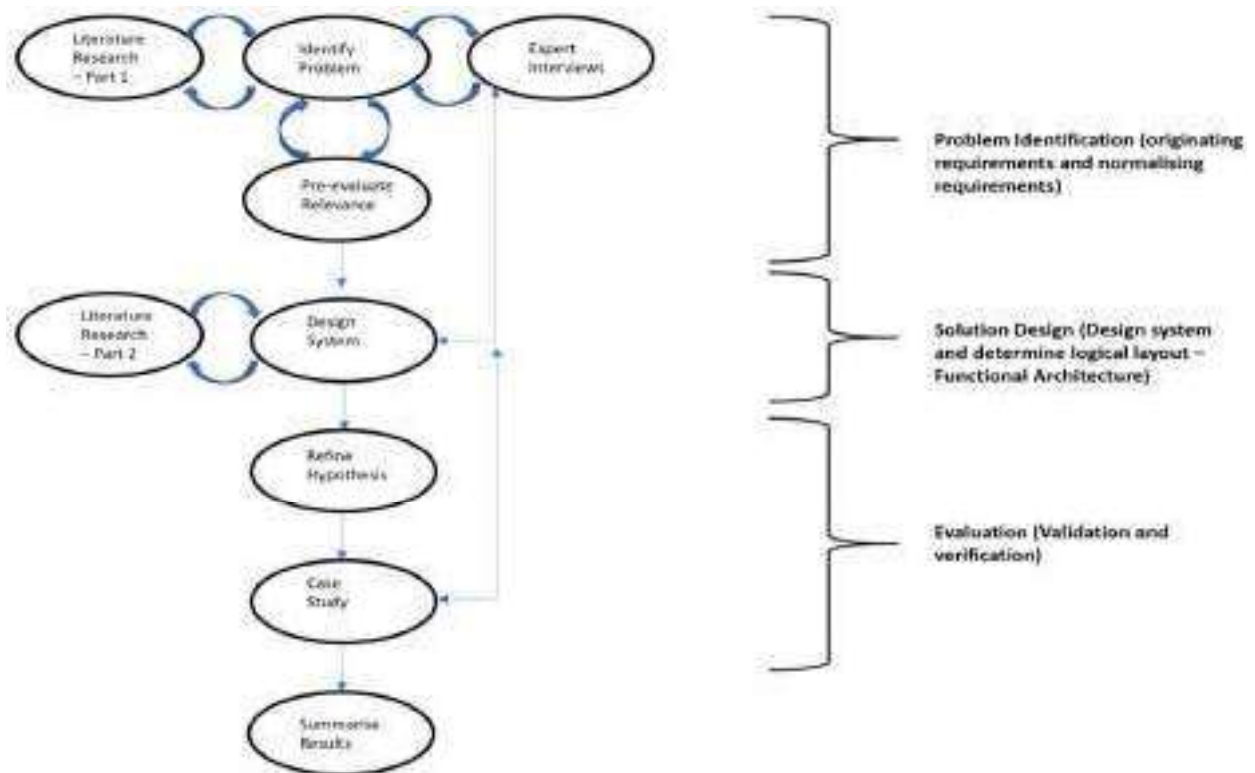 Literature
Research
– Part 1
Identify
Problem
Expert
Interviews
Pre-evaluate
Relevance
Literature
Research
– Part 2
Design
System
Refine
Hypothesis
Case
Study
Summarise
Results
Problem Identification (originating
requirements and normalising
requirements)
Solution Design (Design system
and determine logical layout –
Functional Architecture)
Evaluation (Validation and
verification)